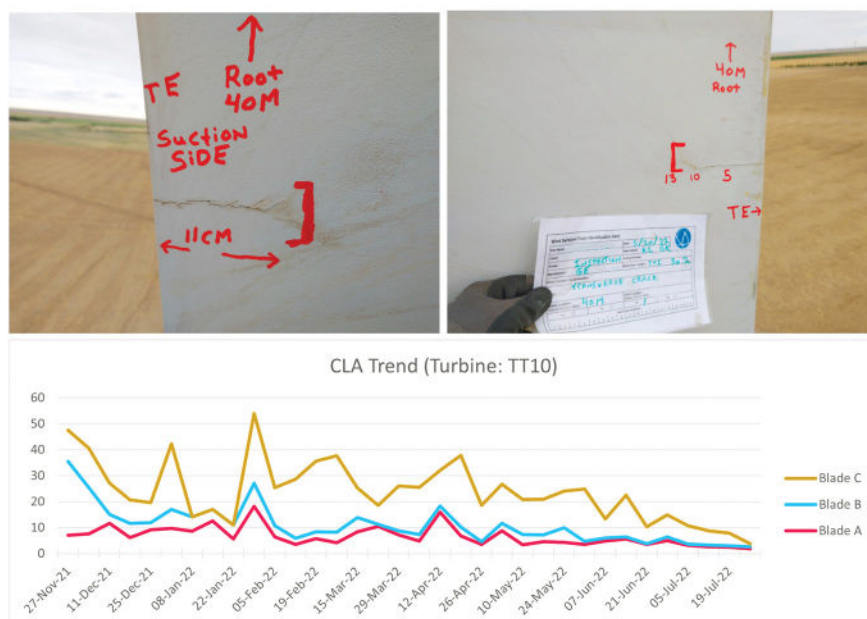 TE
Root
40M
Suction
SiDE
11CM
40M
Root
13 10 5
TE
INSPECTION
TRANSVERSE CRACK
40M
CLA Trend (Turbine: TT10)
60
50
40
30
20
10
0
27-Nov-21
11-Dec-21
25-Dec-21
08-Jan-22
22-Jan-22
05-Feb-22
19-Feb-22
15-Mar-22
29-Mar-22
12-Apr-22
26-Apr-22
10-May-22
24-May-22
07-Jun-22
21-Jun-22
05-Jul-22
19-Jul-22
Blade C
Blade B
Blade A